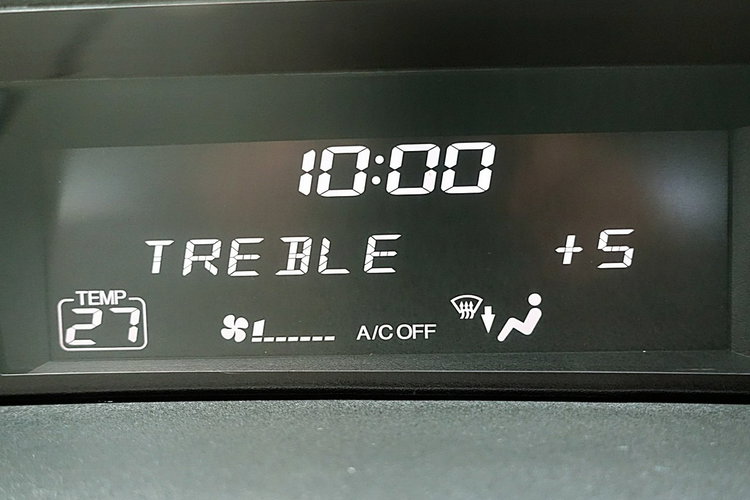 10:00
TREBLE +5
TEMP
27 A/C OFF